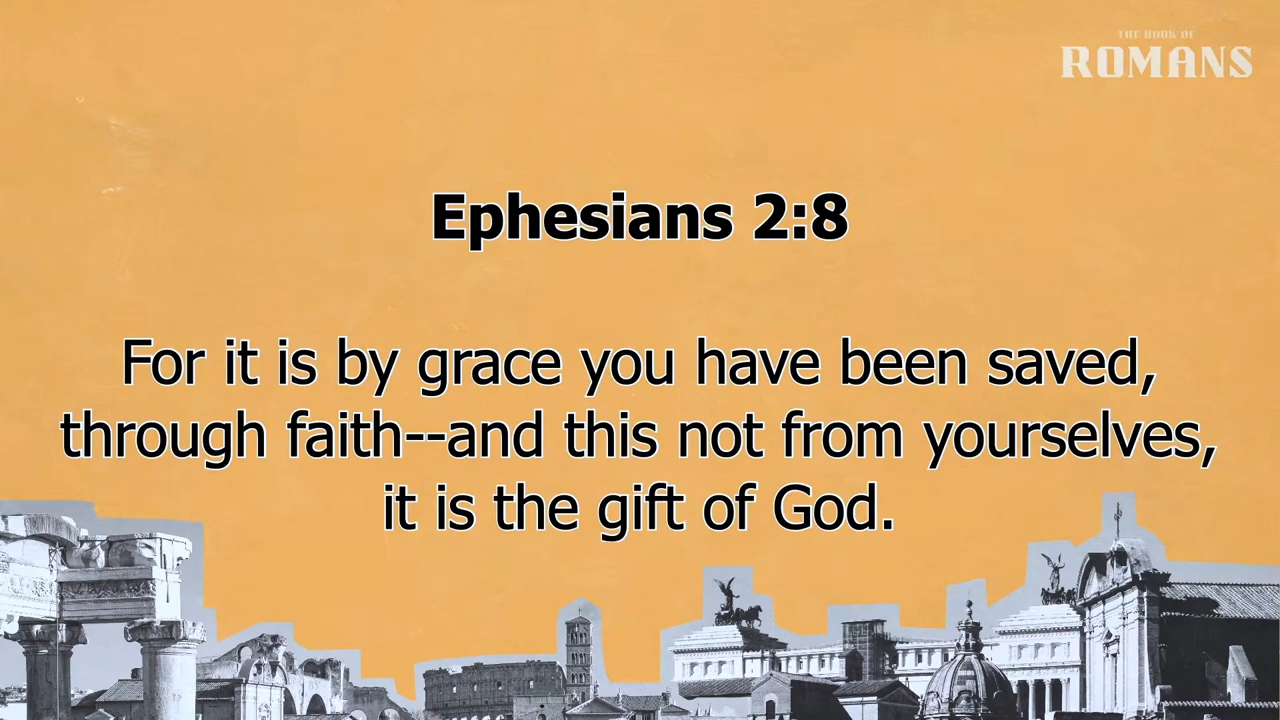 THE BOOK OF
ROMANS
Ephesians 2:8
For it is by grace you have been saved,
through faith--and this not from yourselves,
it is the gift of God.